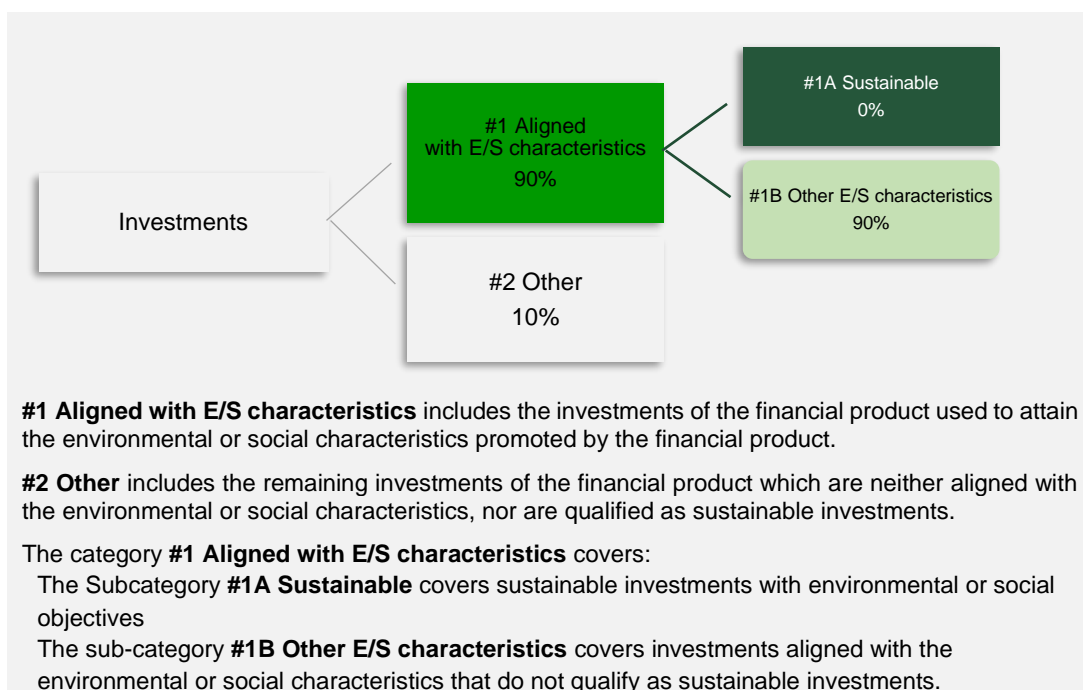 #1A Sustainable
0%
#1 Aligned
with E/S characteristics
90%
#1B Other E/S characteristics
90%
Investments
#2 Other
10%
#1 Aligned with E/S characteristics includes the investments of the financial product used to attain
the environmental or social characteristics promoted by the financial product.
#2 Other includes the remaining investments of the financial product which are neither aligned with
the environmental or social characteristics, nor are qualified as sustainable investments.
The category #1 Aligned with E/S characteristics covers:
The Subcategory #1A Sustainable covers sustainable investments with environmental or social
objectives
The sub-category #1B Other E/S characteristics covers investments aligned with the
environmental or social characteristics that do not qualify as sustainable investments.